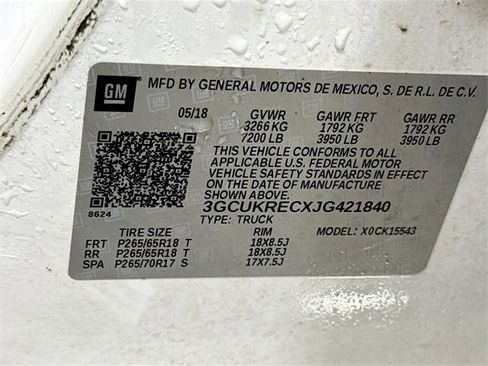 GM
MFD BY GENERAL MOTORS DE MEXICO, S. DE R.L. DE C.V.
05/18 GVWR GAWR FRT GAWR RR
3266 KG 1792 KG 1792 KG
7200 LB 3950 LB 3950 LB
THIS VEHICLE CONFORMS TO ALL
APPLICABLE U.S. FEDERAL MOTOR
VEHICLE SAFETY STANDARDS IN EFFECT
ON THE DATE OF MANUFACTURE
SHOWN ABOVE.
3GCUKRECXJG421840
8624 TYPE: TRUCK
TIRE SIZE RIM MODEL: X0CK15543
FRT P265/65R18 T 18X8.5J
RR P265/65R18 T 18X8.5J
SPA P265/70R17 S 17X7.5J